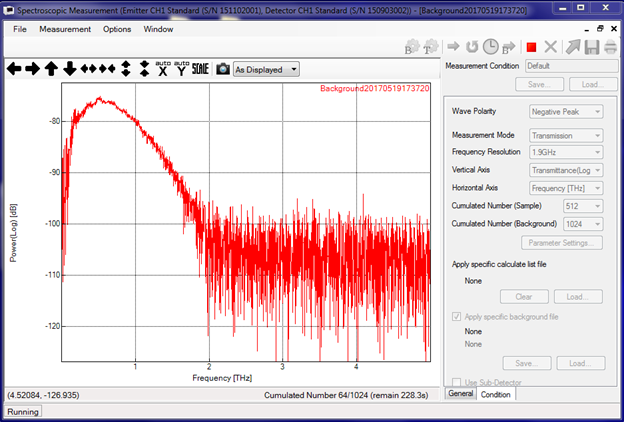 Spectroscopic Measurement (Emitter CH1 Standard (S/N 151102001), Detector CH1 Standard (S/N 150903002)) - [Background20170519173720]
File Measurement Options Window
B T B
auto X auto Y SCALE As Displayed
Measurement Condition Default
Save... Load...
Background20170519173720
Wave Polarity Negative Peak
Measurement Mode Transmission
Frequency Resolution 1.9GHz
Vertical Axis Transmittance(Log
Horizontal Axis Frequency [THz]
Cumulated Number (Sample) 512
Cumulated Number (Background) 1024
Parameter Settings...
Apply specific calculate list file
None
Clear Load...
Apply specific background file
None
None
Save... Load...
Use Sub-Detector
General Condition
Power(Log) [dB]
-80
-90
-100
-110
-120
1 2 3 4
Frequency [THz]
(4.52084, -126.935) Cumulated Number 64/1024 (remain 228.3s)
Running